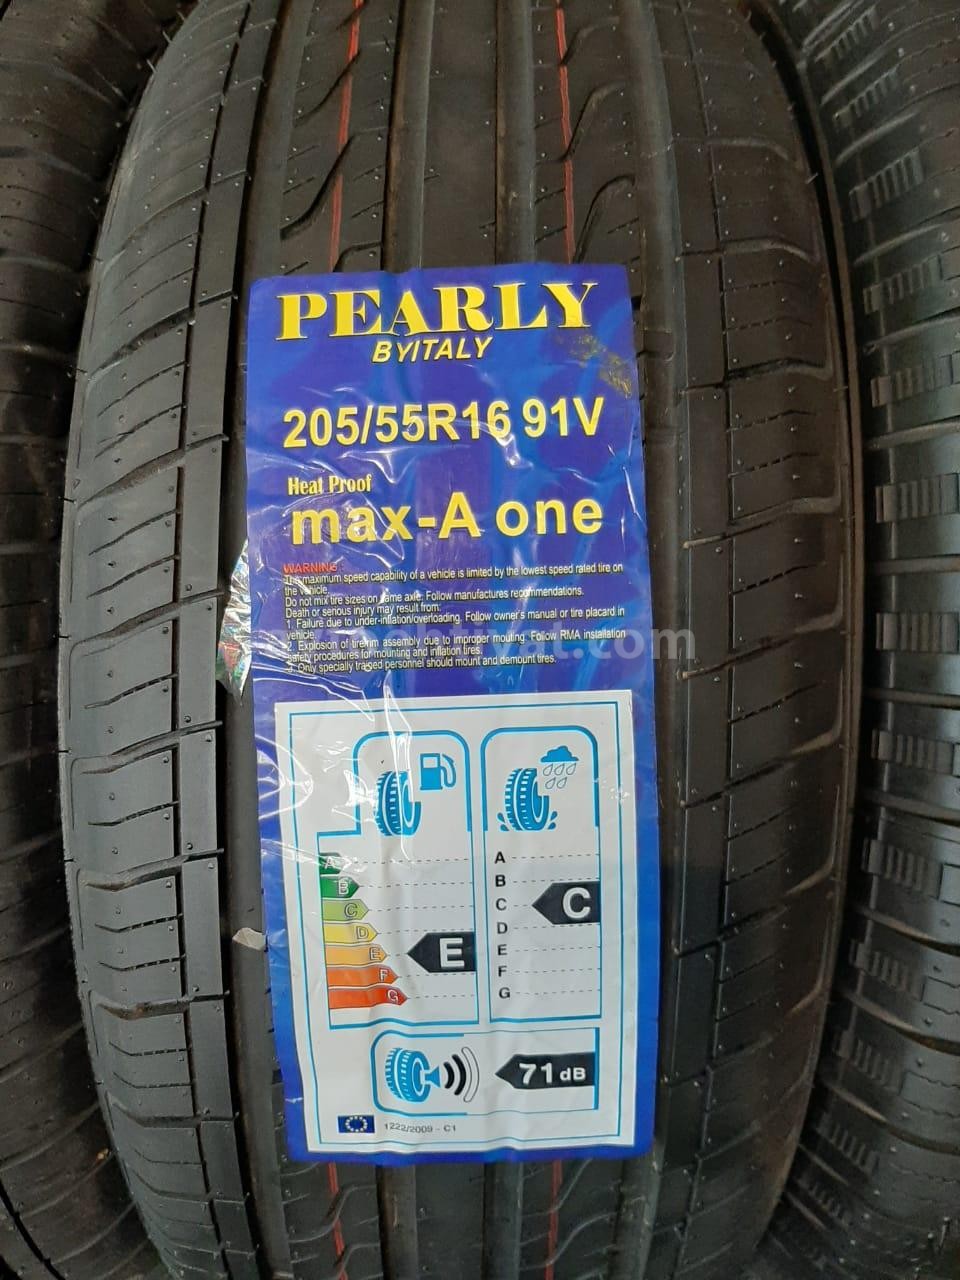 PEARLY
BYITALY
205/55R16 91V
Heat Proof
max-A one
WARNING:
The maximum speed capability of a vehicle is limited by the lowest speed rated tire on
the vehicle.
Do not mix tire sizes on same axle. Follow manufactures recommendations.
Death or serious injury may result from:
1. Failure due to under-inflation/overloading. Follow owner's manual or tire placard in
vehicle.
2. Explosion of tire/rim assembly due to improper mouting. Follow RMA installation
safety procedures for mounting and inflation tires.
Only specially trained personnel should mount and demount tires.
A
B
C
D
E
F
G
E
A
B
C
D
E
F
G
C
71 dB
1222/2009 - C1